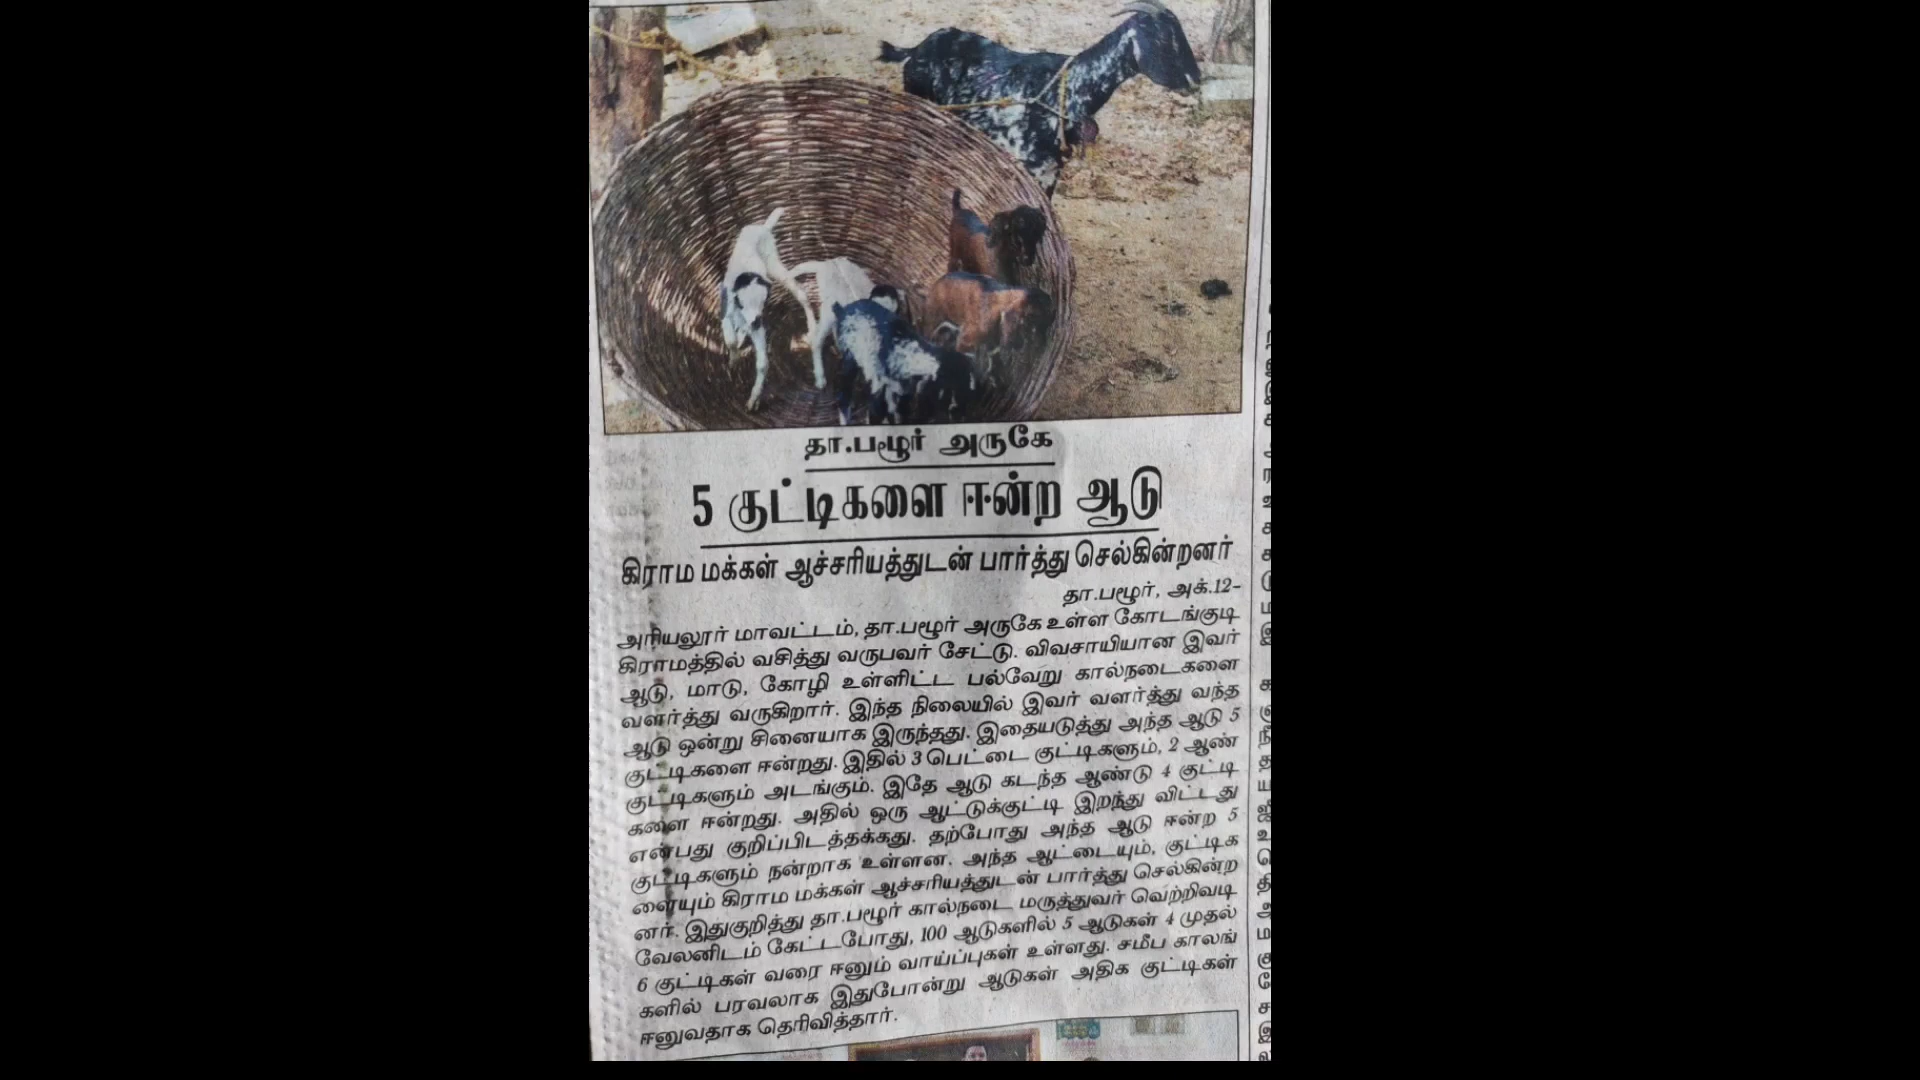 தா.பழூர் அருகே
5 குட்டிகளை ஈன்ற ஆடு
கிராம மக்கள் ஆச்சரியத்துடன் பார்த்து செல்கின்றனர்
தா.பழூர், அக்.12-
அரியலூர் மாவட்டம், தா.பழூர் அருகே உள்ள கோடங்குடி
கிராமத்தில் வசித்து வருபவர் சேட்டு. விவசாயியான இவர்
ஆடு, மாடு, கோழி உள்ளிட்ட பல்வேறு கால்நடைகளை
வளர்த்து வருகிறார். இந்த நிலையில் இவர் வளர்த்து வந்த
ஆடு ஒன்று சினையாக இருந்தது. இதையடுத்து அந்த ஆடு 5
குட்டிகளை ஈன்றது. இதில் 3 பெட்டை குட்டிகளும், 2 ஆண்
குட்டிகளும் அடங்கும். இதே ஆடு கடந்த ஆண்டு 4 குட்டி
களை ஈன்றது. அதில் ஒரு ஆட்டுக்குட்டி இறந்து விட்டது
என்பது குறிப்பிடத்தக்கது. தற்போது அந்த ஆடு ஈன்ற 5
குட்டிகளும் நன்றாக உள்ளன. அந்த ஆட்டையும், குட்டிக
ளையும் கிராம மக்கள் ஆச்சரியத்துடன் பார்த்து செல்கின்ற
னர். இதுகுறித்து தா.பழூர் கால்நடை மருத்துவர் வெற்றிவடி
வேலனிடம் கேட்டபோது, 100 ஆடுகளில் 5 ஆடுகள் 4 முதல்
6 குட்டிகள் வரை ஈனும் வாய்ப்புகள் உள்ளது. சமீப காலங்
களில் பரவலாக இதுபோன்று ஆடுகள் அதிக குட்டிகள்
ஈனுவதாக தெரிவித்தார்.